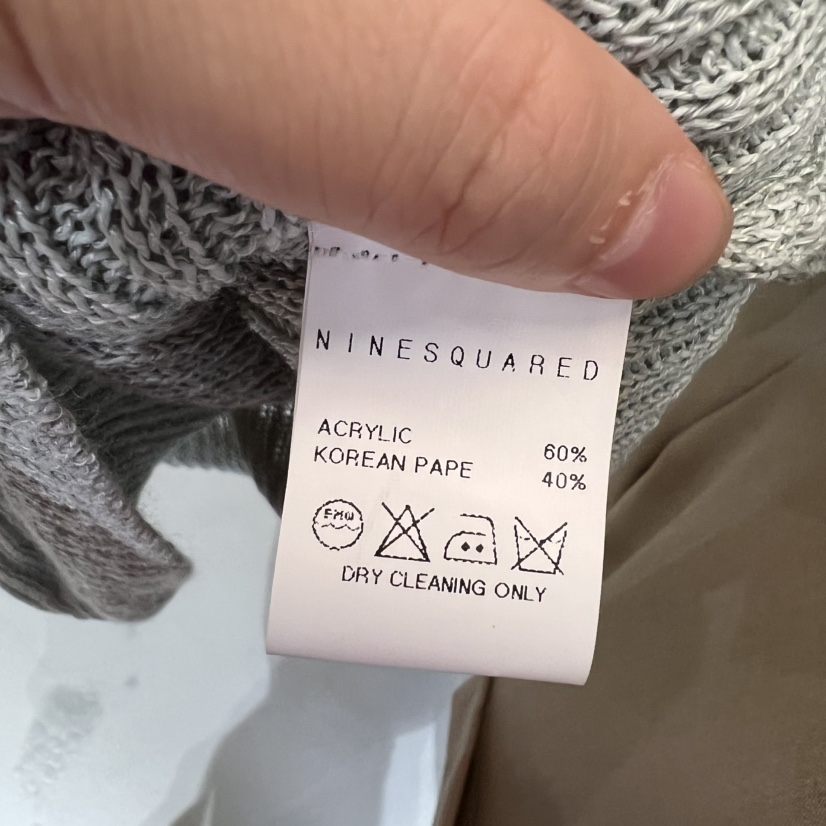 NINESQUARED
ACRYLIC 60%
KOREAN PAPE 40%
DRY CLEANING ONLY